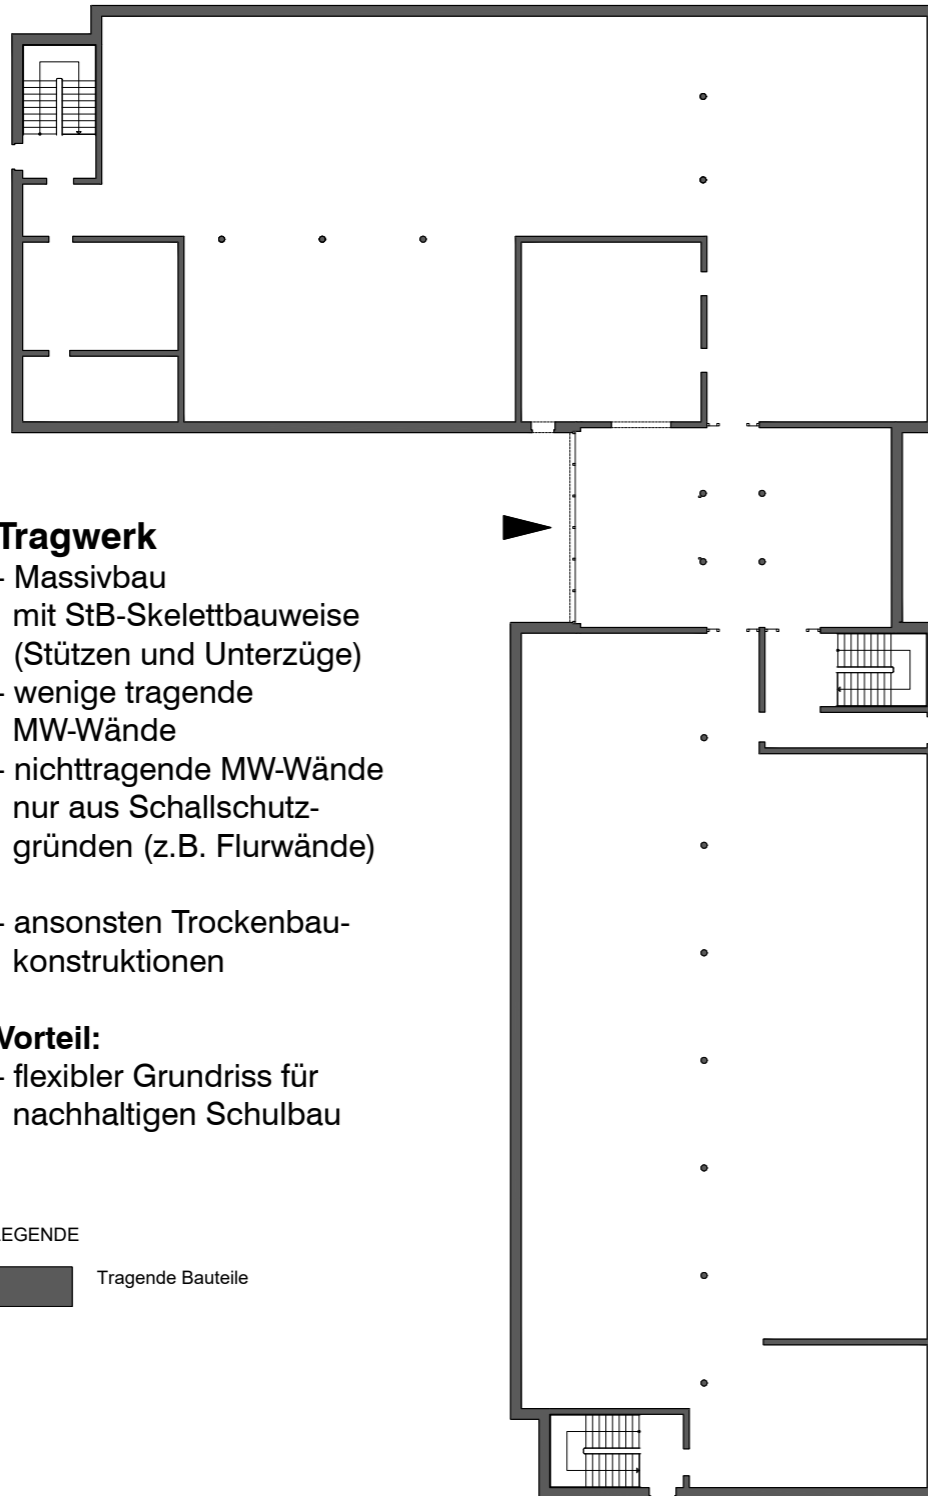 Tragwerk
- Massivbau
mit StB-Skelettbauweise
(Stützen und Unterzüge)
- wenige tragende
MW-Wände
- nichttragende MW-Wände
nur aus Schallschutz-
gründen (z.B. Flurwände)
- ansonsten Trockenbau-
konstruktionen
Vorteil:
- flexibler Grundriss für
nachhaltigen Schulbau
LEGENDE
Tragende Bauteile